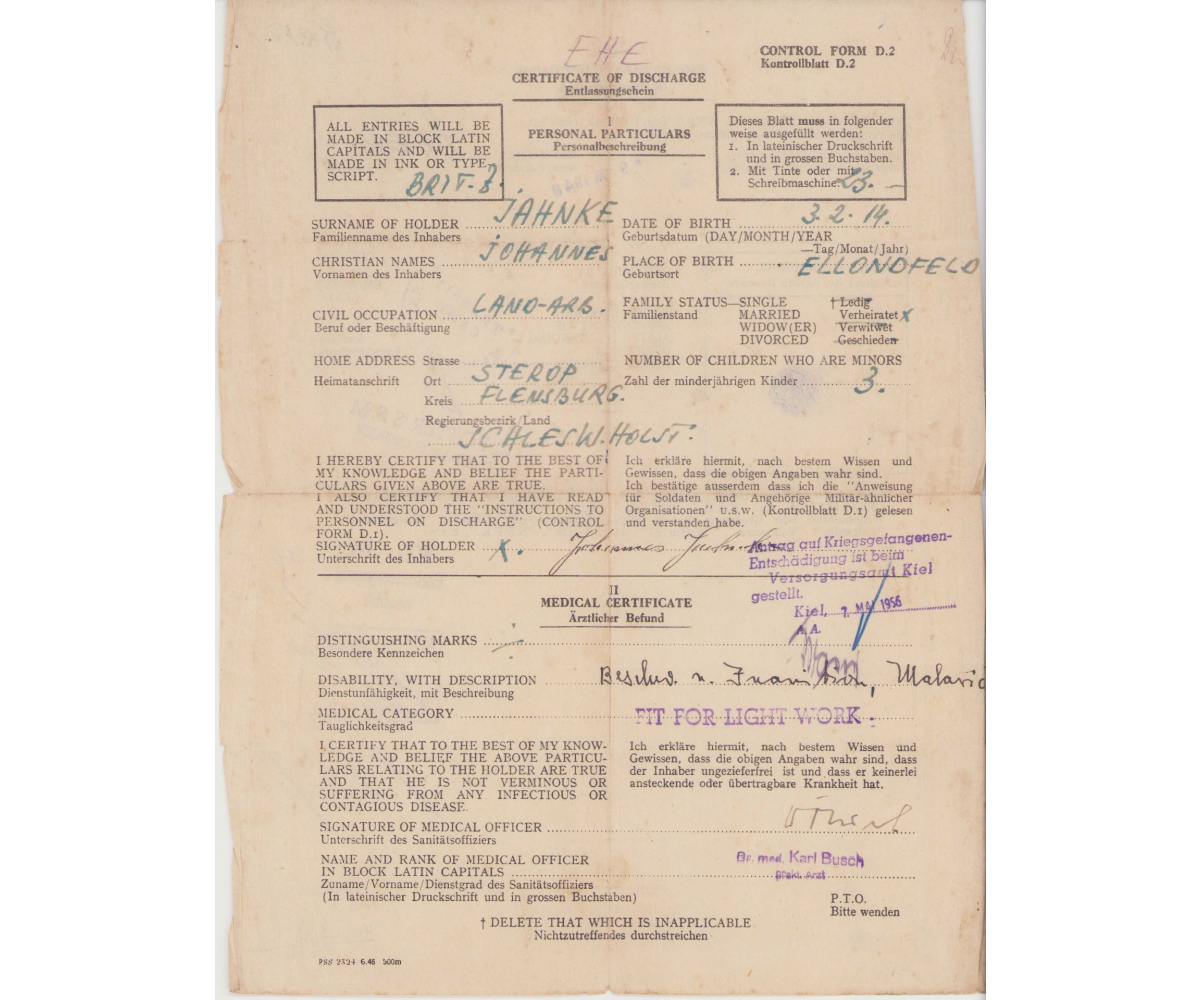 EHE
CONTROL FORM D.2
Kontrollblatt D.2
CERTIFICATE OF DISCHARGE
Entlassungschein
ALL ENTRIES WILL BE
MADE IN BLOCK LATIN
CAPITALS AND WILL BE
MADE IN INK OR TYPE-
SCRIPT.
BRIT-Z.
I
PERSONAL PARTICULARS
Personalbeschreibung
Dieses Blatt muss in folgender
weise ausgefüllt werden:
1. In lateinischer Druckschrift
und in grossen Buchstaben.
2. Mit Tinte oder mit
Schreibmaschine.
23.
SURNAME OF HOLDER JAHNKE
Familienname des Inhabers
CHRISTIAN NAMES JOHANNES
Vornamen des Inhabers
CIVIL OCCUPATION LAND-ARB.
Beruf oder Beschäftigung
HOME ADDRESS Strasse
Heimatanschrift Ort STEROP
Kreis FLENSBURG.
Regierungsbezirk/Land
SCHLESW. HOLST.
DATE OF BIRTH 3.2.14.
Geburtsdatum (DAY/MONTH/YEAR
—Tag/Monat/Jahr)
PLACE OF BIRTH ELLONDFELD
Geburtsort
FAMILY STATUS—SINGLE † Ledig
Familienstand MARRIED Verheiratet x
WIDOW(ER) Verwitwet
DIVORCED Geschieden
NUMBER OF CHILDREN WHO ARE MINORS
Zahl der minderjährigen Kinder 3.
I HEREBY CERTIFY THAT TO THE BEST OF
MY KNOWLEDGE AND BELIEF THE PARTI-
CULARS GIVEN ABOVE ARE TRUE.
I ALSO CERTIFY THAT I HAVE READ
AND UNDERSTOOD THE "INSTRUCTIONS TO
PERSONNEL ON DISCHARGE" (CONTROL
FORM D.1).
Ich erkläre hiermit, nach bestem Wissen und
Gewissen, dass die obigen Angaben wahr sind.
Ich bestätige ausserdem dass ich die "Anweisung
für Soldaten und Angehörige Militär-ähnlicher
Organisationen" u.s.w. (Kontrollblatt D.1) gelesen
und verstanden habe.
SIGNATURE OF HOLDER x. Johannes Jahnke
Unterschrift des Inhabers
Antrag auf Kriegsgefangenen-
Entschädigung ist beim
Versorgungsamt Kiel
gestellt.
Kiel, 7. MAI 1956
A.A.
II
MEDICAL CERTIFICATE
Ärztlicher Befund
DISTINGUISHING MARKS
Besondere Kennzeichen
DISABILITY, WITH DESCRIPTION Malaria
Dienstunfähigkeit, mit Beschreibung
MEDICAL CATEGORY FIT FOR LIGHT WORK.
Tauglichkeitsgrad
I CERTIFY THAT TO THE BEST OF MY KNOW-
LEDGE AND BELIEF THE ABOVE PARTICU-
LARS RELATING TO THE HOLDER ARE TRUE
AND THAT HE IS NOT VERMINOUS OR
SUFFERING FROM ANY INFECTIOUS OR
CONTAGIOUS DISEASE.
Ich erkläre hiermit, nach bestem Wissen und
Gewissen, dass die obigen Angaben wahr sind, dass
der Inhaber ungezieferfrei ist und dass er keinerlei
ansteckende oder übertragbare Krankheit hat.
SIGNATURE OF MEDICAL OFFICER
Unterschrift des Sanitätsoffiziers
NAME AND RANK OF MEDICAL OFFICER
IN BLOCK LATIN CAPITALS
Dr. med. Karl Busch
prakt. Arzt
Zuname/Vorname/Dienstgrad des Sanitätsoffiziers
(In lateinischer Druckschrift und in grossen Buchstaben)
P.T.O.
Bitte wenden
† DELETE THAT WHICH IS INAPPLICABLE
Nichtzutreffendes durchstreichen
PSS 2324 6.46 500m